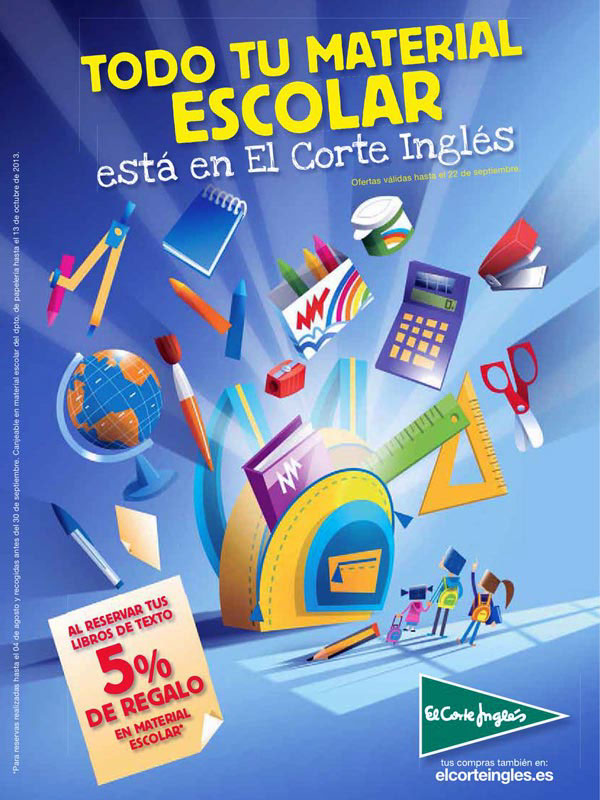 TODO TU MATERIAL
ESCOLAR
está en El Corte Inglés
Ofertas válidas hasta el 22 de septiembre.
0.
AL RESERVAR TUS
LIBROS DE TEXTO
5%
DE REGALO
EN MATERIAL
ESCOLAR*
El Corte Inglés
tus compras también en:
elcorteingles.es
*Para reservas realizadas hasta el 04 de agosto y recogidas antes del 30 de septiembre. Canjeable en material escolar del dpto. de papelería hasta el 13 de octubre de 2013.